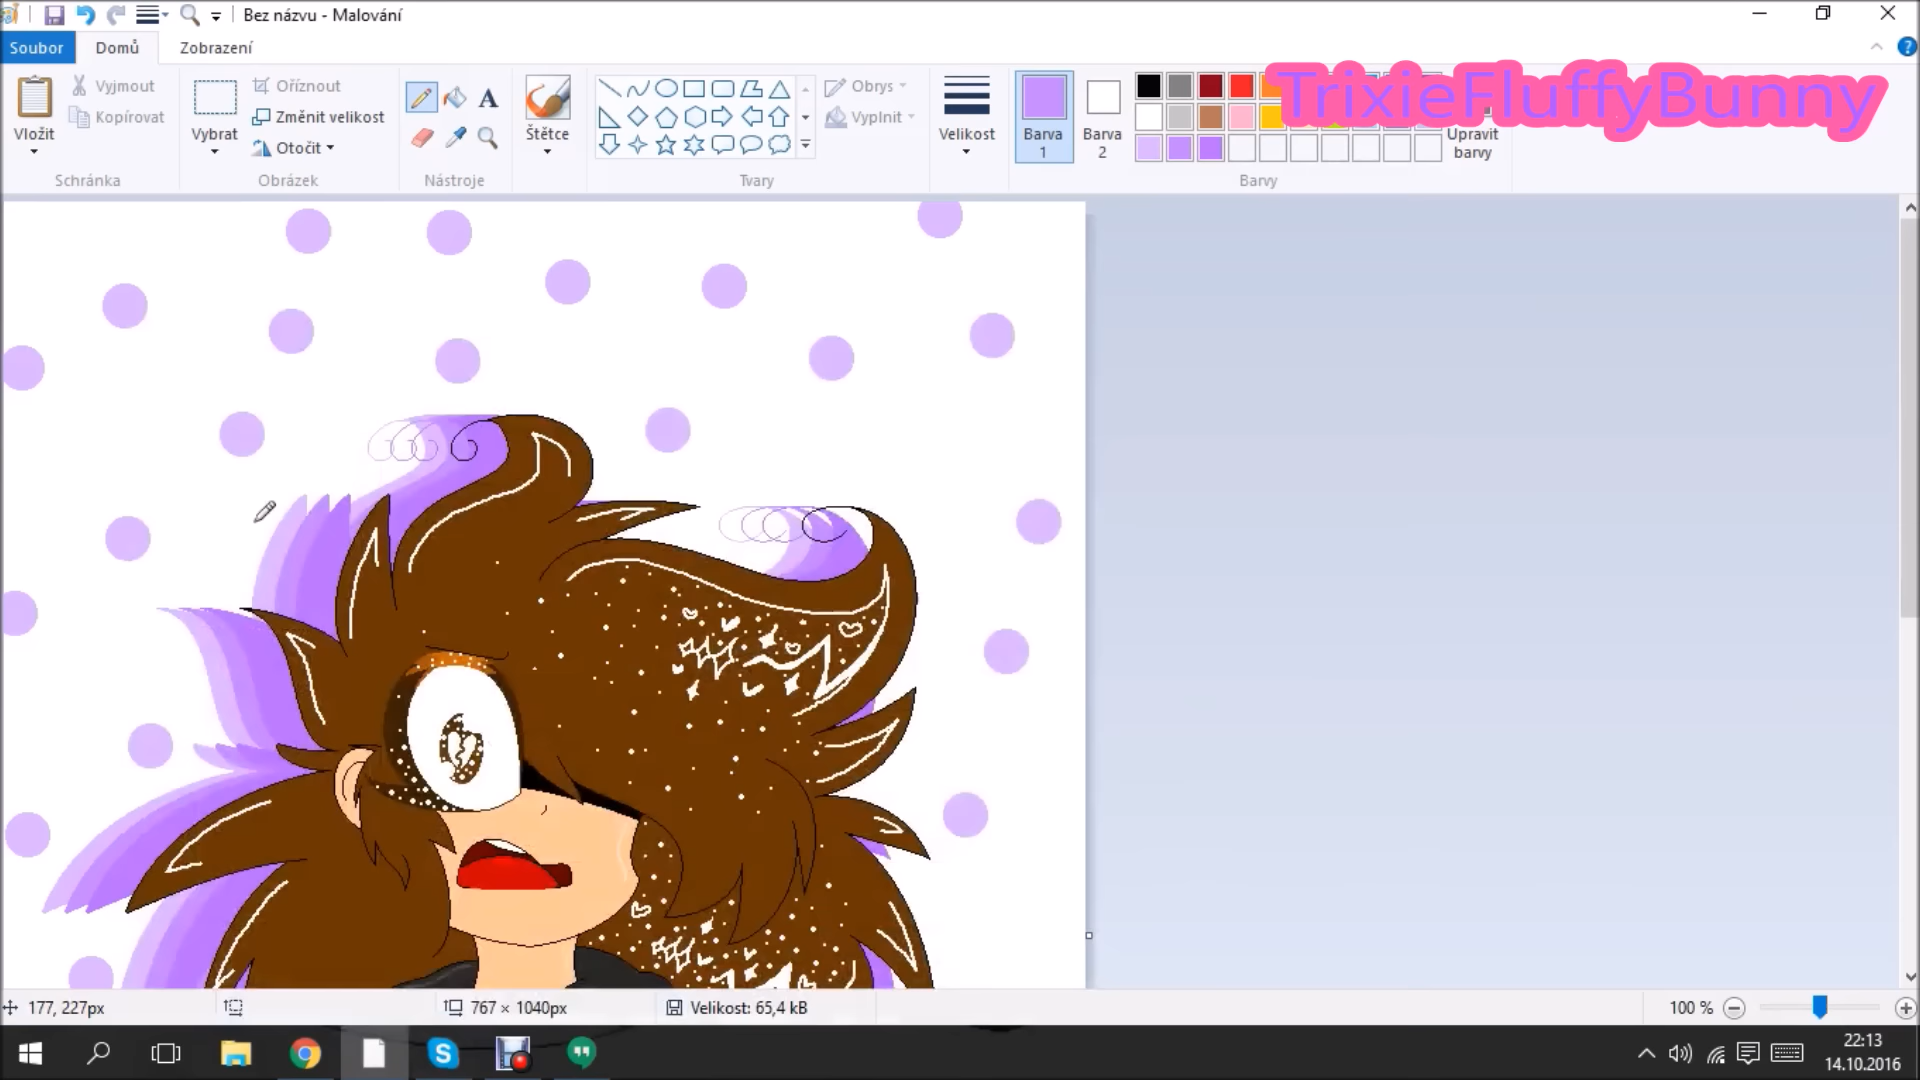 Bez názvu - Malování
Soubor
Domů
Zobrazení
TrixieFluffyBunny
Vložit
Vyjmout
Kopírovat
Schránka
Vybrat
Oříznout
Změnit velikost
Otočit
Obrázek
A
Nástroje
Štětce
Obrys
Vyplnit
Tvary
Velikost
Barva
1
Barva
2
Upravit
barvy
Barvy
177, 227px
767 × 1040px
Velikost: 65,4 kB
100 %
22:13
14.10.2016